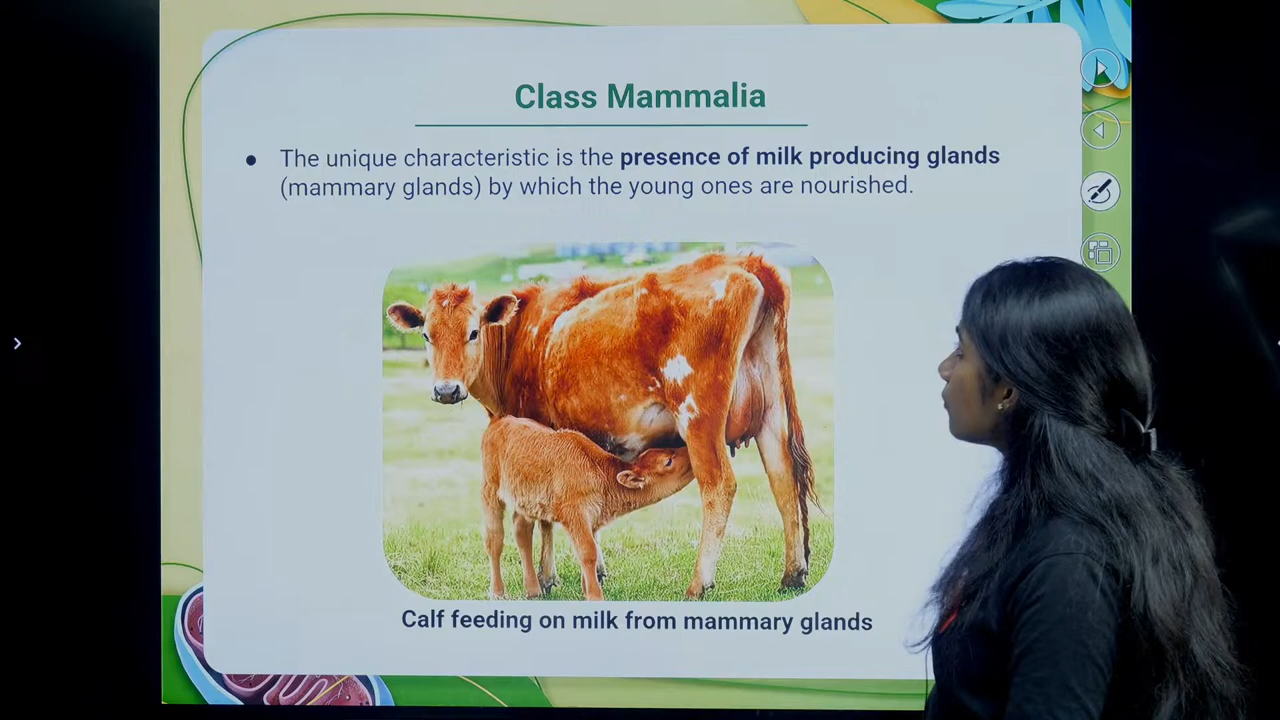 Class Mammalia
● The unique characteristic is the presence of milk producing glands
(mammary glands) by which the young ones are nourished.
Calf feeding on milk from mammary glands